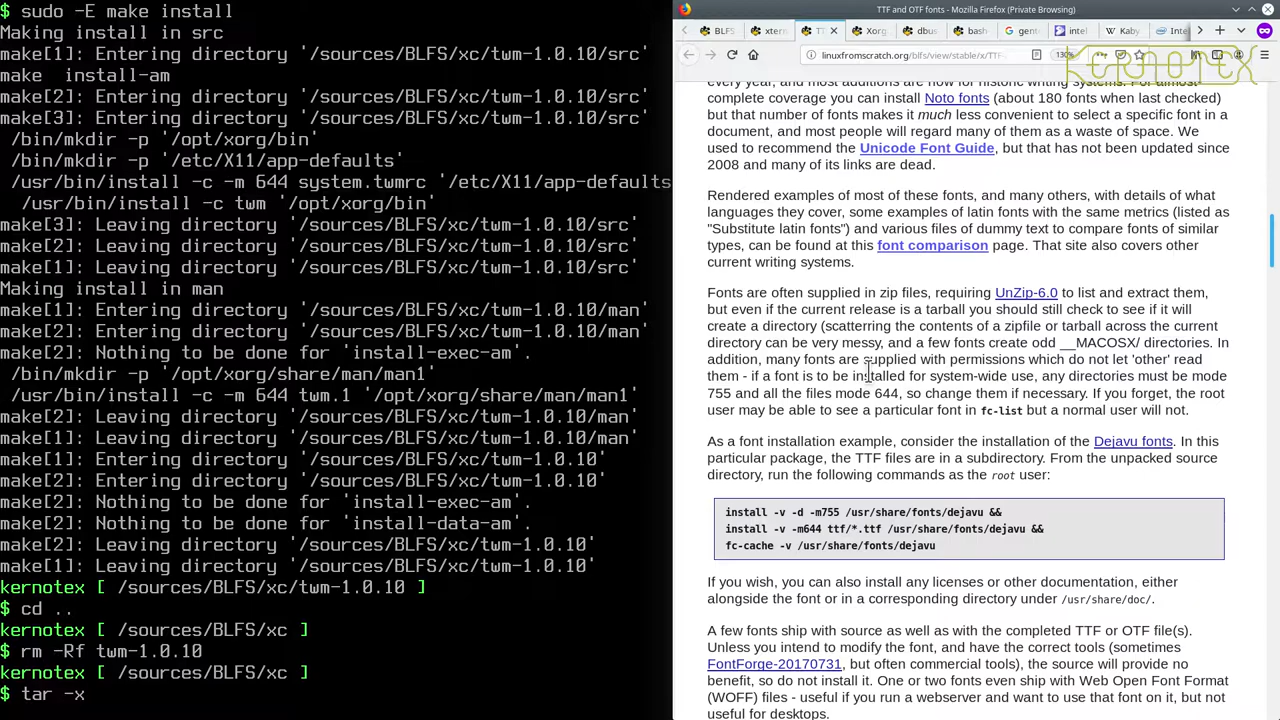 $ sudo -E make install
Making install in src
make[1]: Entering directory '/sources/BLFS/xc/twm-1.0.10/src'
make  install-am
make[2]: Entering directory '/sources/BLFS/xc/twm-1.0.10/src'
make[3]: Entering directory '/sources/BLFS/xc/twm-1.0.10/src'
/bin/mkdir -p '/opt/xorg/bin'
/bin/mkdir -p '/etc/X11/app-defaults'
/usr/bin/install -c -m 644 system.twmrc '/etc/X11/app-defaults
/usr/bin/install -c twm '/opt/xorg/bin'
make[3]: Leaving directory '/sources/BLFS/xc/twm-1.0.10/src'
make[2]: Leaving directory '/sources/BLFS/xc/twm-1.0.10/src'
make[1]: Leaving directory '/sources/BLFS/xc/twm-1.0.10/src'
Making install in man
make[1]: Entering directory '/sources/BLFS/xc/twm-1.0.10/man'
make[2]: Entering directory '/sources/BLFS/xc/twm-1.0.10/man'
make[2]: Nothing to be done for 'install-exec-am'.
/bin/mkdir -p '/opt/xorg/share/man/man1'
/usr/bin/install -c -m 644 twm.1 '/opt/xorg/share/man/man1'
make[2]: Leaving directory '/sources/BLFS/xc/twm-1.0.10/man'
make[1]: Leaving directory '/sources/BLFS/xc/twm-1.0.10/man'
make[1]: Entering directory '/sources/BLFS/xc/twm-1.0.10'
make[2]: Entering directory '/sources/BLFS/xc/twm-1.0.10'
make[2]: Nothing to be done for 'install-exec-am'.
make[2]: Nothing to be done for 'install-data-am'.
make[2]: Leaving directory '/sources/BLFS/xc/twm-1.0.10'
make[1]: Leaving directory '/sources/BLFS/xc/twm-1.0.10'
kernotex [ /sources/BLFS/xc/twm-1.0.10 ]
$ cd ..
kernotex [ /sources/BLFS/xc ]
$ rm -Rf twm-1.0.10
kernotex [ /sources/BLFS/xc ]
$ tar -x
TTF and OTF fonts - Mozilla Firefox (Private Browsing)
BLFS xterm TT Xorg dbus bash gent intel Kaby Inte
linuxfromscratch.org/blfs/view/stable/x/TTF- 130%
KERNOTEX
every year, and most additions are now for historic writing systems. For almost-
complete coverage you can install Noto fonts (about 180 fonts when last checked)
but that number of fonts makes it much less convenient to select a specific font in a
document, and most people will regard many of them as a waste of space. We
used to recommend the Unicode Font Guide, but that has not been updated since
2008 and many of its links are dead.
Rendered examples of most of these fonts, and many others, with details of what
languages they cover, some examples of latin fonts with the same metrics (listed as
"Substitute latin fonts") and various files of dummy text to compare fonts of similar
types, can be found at this font comparison page. That site also covers other
current writing systems.
Fonts are often supplied in zip files, requiring UnZip-6.0 to list and extract them,
but even if the current release is a tarball you should still check to see if it will
create a directory (scatterring the contents of a zipfile or tarball across the current
directory can be very messy, and a few fonts create odd __MACOSX/ directories. In
addition, many fonts are supplied with permissions which do not let 'other' read
them - if a font is to be installed for system-wide use, any directories must be mode
755 and all the files mode 644, so change them if necessary. If you forget, the root
user may be able to see a particular font in fc-list but a normal user will not.
As a font installation example, consider the installation of the Dejavu fonts. In this
particular package, the TTF files are in a subdirectory. From the unpacked source
directory, run the following commands as the root user:
install -v -d -m755 /usr/share/fonts/dejavu &&
install -v -m644 ttf/*.ttf /usr/share/fonts/dejavu &&
fc-cache -v /usr/share/fonts/dejavu
If you wish, you can also install any licenses or other documentation, either
alongside the font or in a corresponding directory under /usr/share/doc/.
A few fonts ship with source as well as with the completed TTF or OTF file(s).
Unless you intend to modify the font, and have the correct tools (sometimes
FontForge-20170731, but often commercial tools), the source will provide no
benefit, so do not install it. One or two fonts even ship with Web Open Font Format
(WOFF) files - useful if you run a webserver and want to use that font on it, but not
useful for desktops.